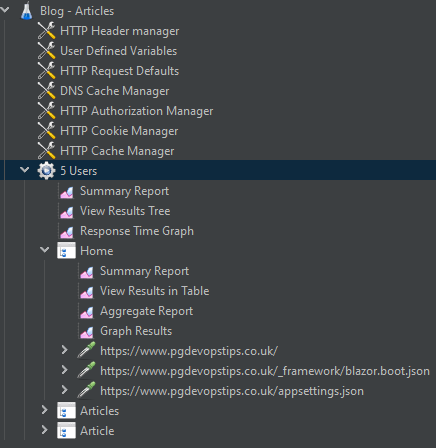 Blog - Articles
HTTP Header manager
User Defined Variables
HTTP Request Defaults
DNS Cache Manager
HTTP Authorization Manager
HTTP Cookie Manager
HTTP Cache Manager
5 Users
Summary Report
View Results Tree
Response Time Graph
Home
Summary Report
View Results in Table
Aggregate Report
Graph Results
https://www.pgdevopstips.co.uk/
https://www.pgdevopstips.co.uk/_framework/blazor.boot.json
https://www.pgdevopstips.co.uk/appsettings.json
Articles
Article